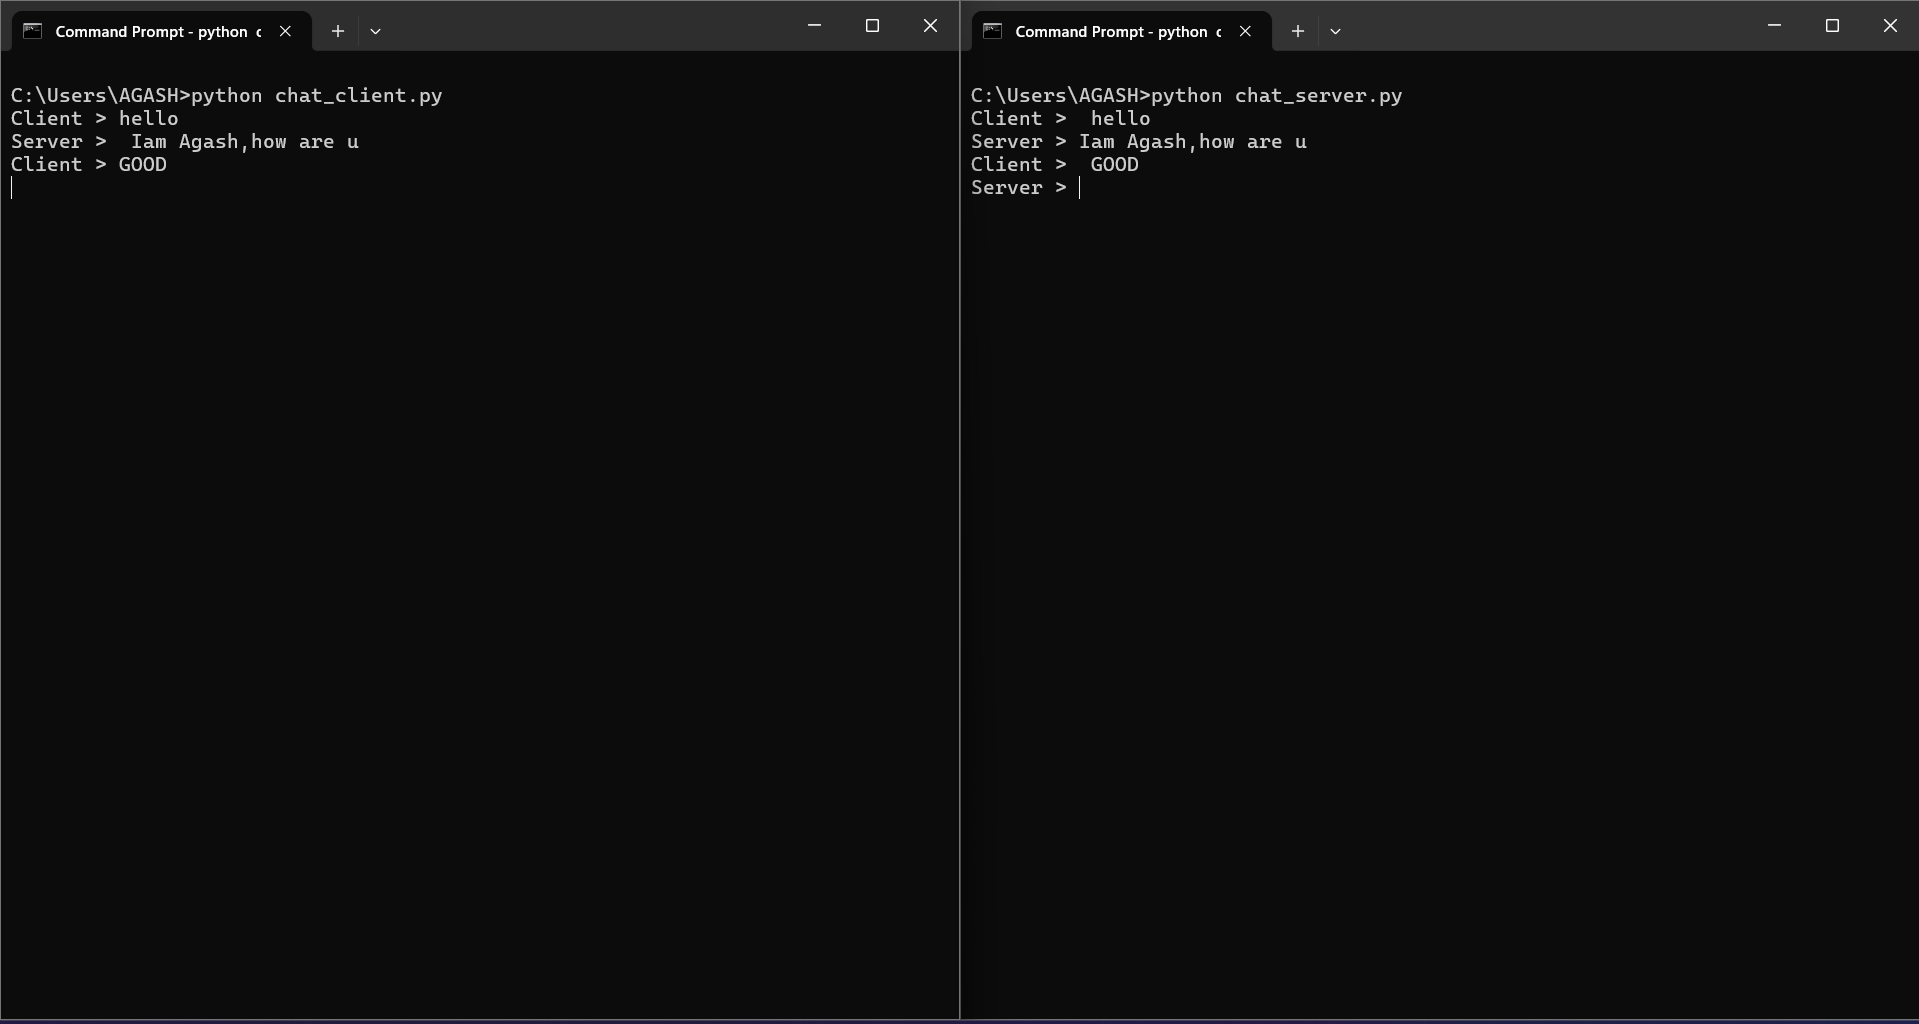 Command Prompt - python  c
C:\Users\AGASH>python chat_client.py
Client > hello
Server >  Iam Agash,how are u
Client > GOOD
Command Prompt - python  c
C:\Users\AGASH>python chat_server.py
Client >  hello
Server > Iam Agash,how are u
Client >  GOOD
Server >